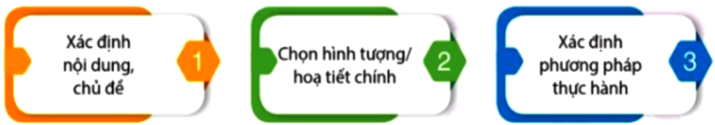 Xác định
nội dung,
chủ đề
1
Chọn hình tượng/
hoạ tiết chính
2
Xác định
phương pháp
thực hành
3